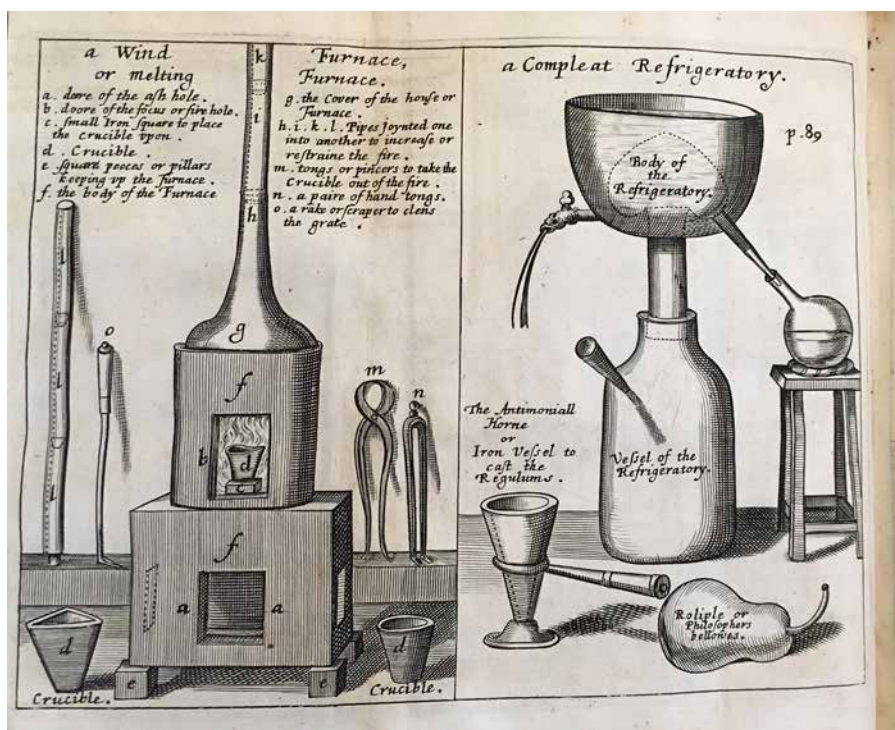 a Wind Furnace,
or melting Furnace.
a. doore of the ash hole.
b. doore of the focus or fire hole.
c. small Iron square to place
the Crucible vpon
d. Crucible.
e square peeces or pillars
keeping vp the furnace.
f. the body of the Furnace
g. the Cover of the house or
Furnace.
h. i. k. l. Pipes joynted one
into another to increase or
restraine the fire.
m. tongs or pincers to take the
Crucible out of the fire.
n. a paire of hand tongs.
o. a rake or scraper to clens
the grate.
k
i
h
g
l
l
l
o
f
m
n
b
d
c
f
a
a
d
d
e
e
Crucible.
Crucible.
a Compleat Refrigeratory.
p. 89
Body of
the
Refrigeratory.
The Antimoniall
Horne
or
Iron Vessel to
cast the
Regulums.
Vessel of the
Refrigeratory.
Roliple or
Philosophers
bellowes.